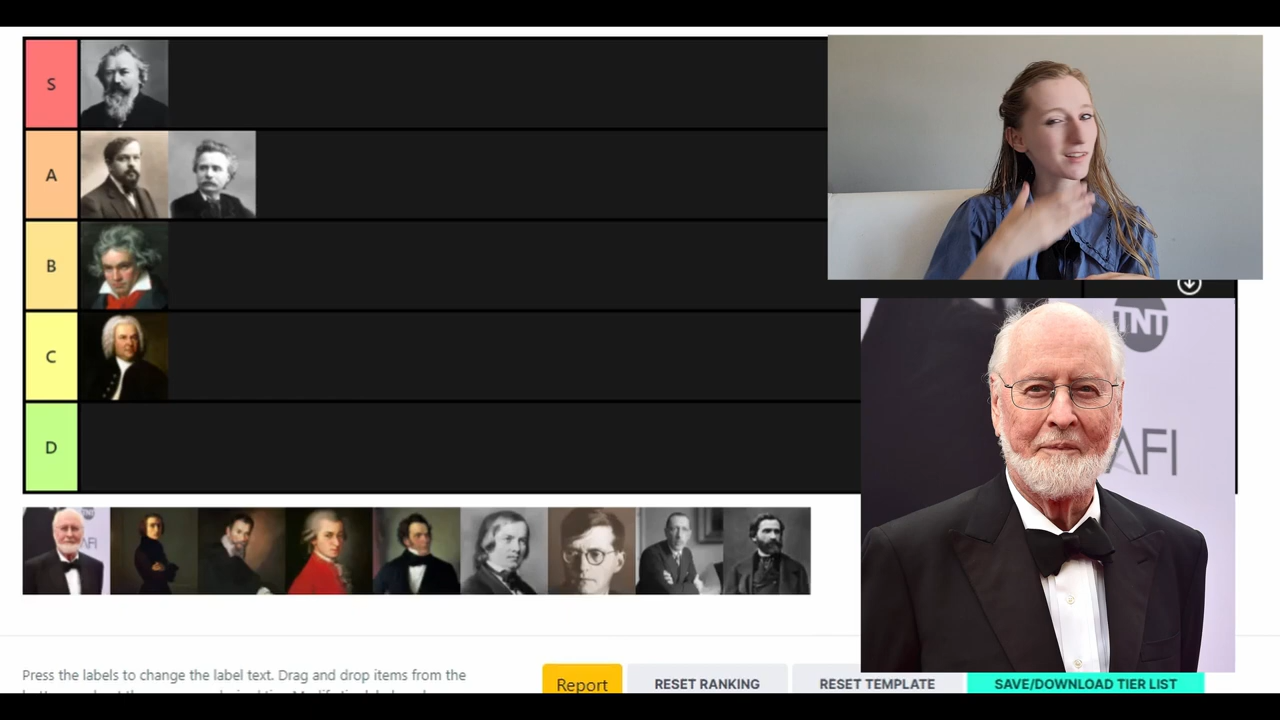 S
A
B
C
D
TNT
AFI
AFI
Press the labels to change the label text. Drag and drop items from the
Report
RESET RANKING
RESET TEMPLATE
SAVE/DOWNLOAD TIER LIST